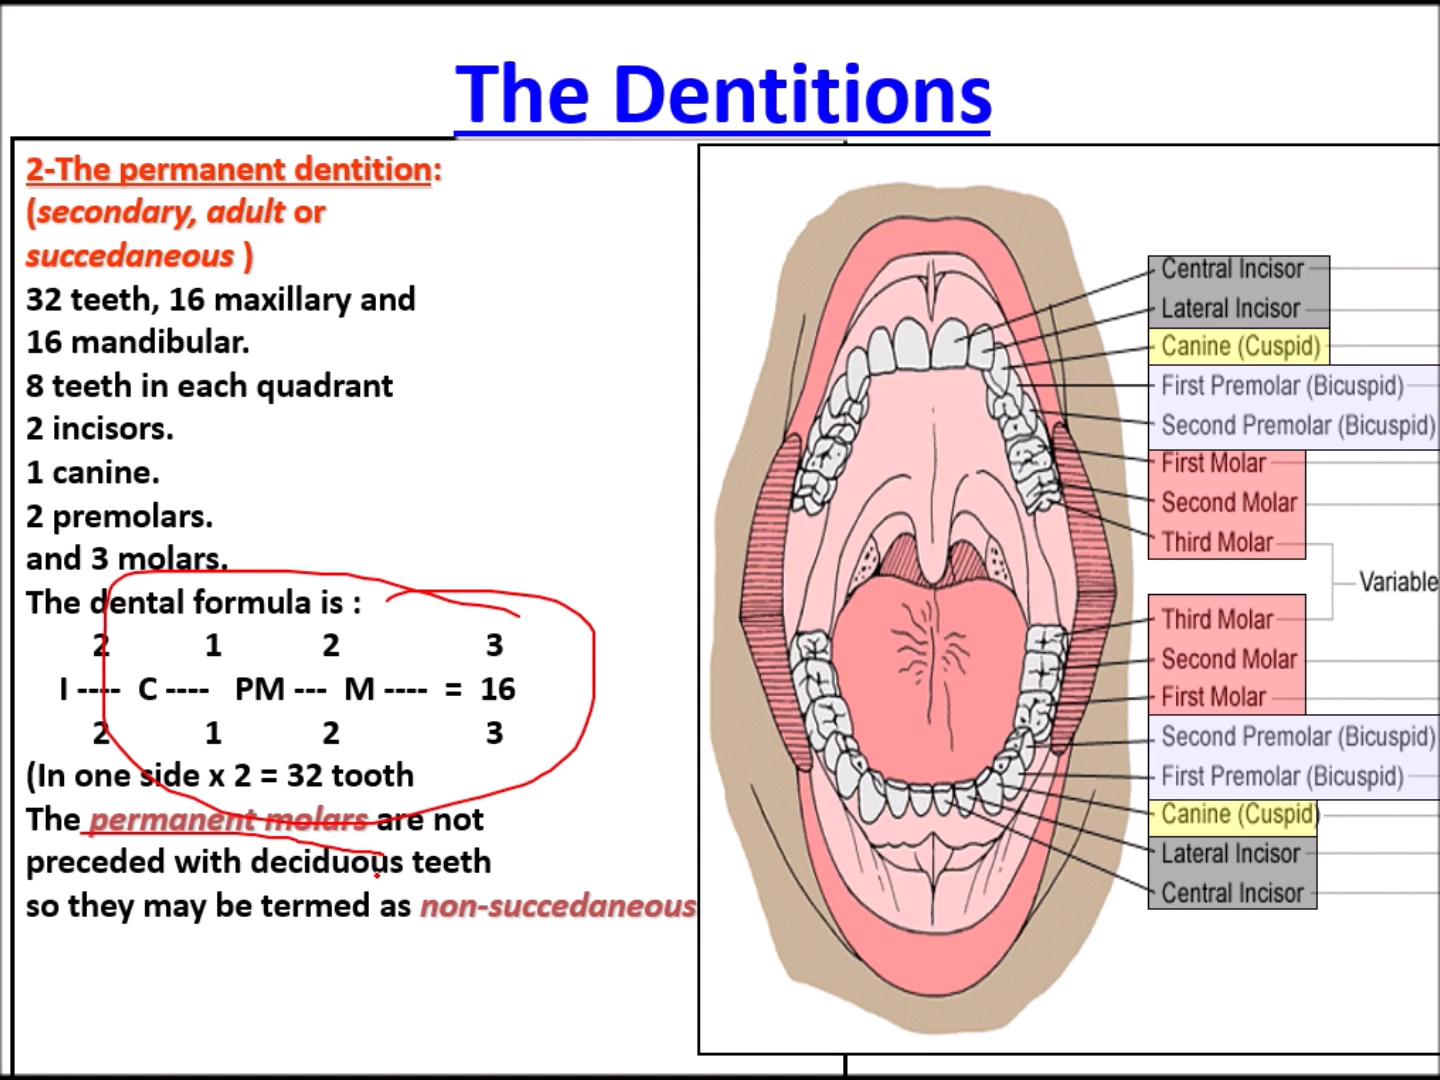 The Dentitions
2-The permanent dentition:
(secondary, adult or
succedaneous )
32 teeth, 16 maxillary and
16 mandibular.
8 teeth in each quadrant
2 incisors.
1 canine.
2 premolars.
and 3 molars.
The dental formula is :
2 1 2 3
I ---- C ---- PM --- M ---- = 16
2 1 2 3
(In one side x 2 = 32 tooth
The permanent molars are not
preceded with deciduous teeth
so they may be termed as non-succedaneous
Central Incisor
Lateral Incisor
Canine (Cuspid)
First Premolar (Bicuspid)
Second Premolar (Bicuspid)
First Molar
Second Molar
Third Molar
Variable
Third Molar
Second Molar
First Molar
Second Premolar (Bicuspid)
First Premolar (Bicuspid)
Canine (Cuspid)
Lateral Incisor
Central Incisor